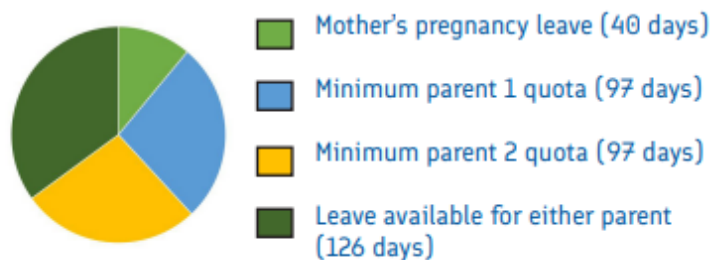 Mother's pregnancy leave (40 days)
Minimum parent 1 quota (97 days)
Minimum parent 2 quota (97 days)
Leave available for either parent
(126 days)